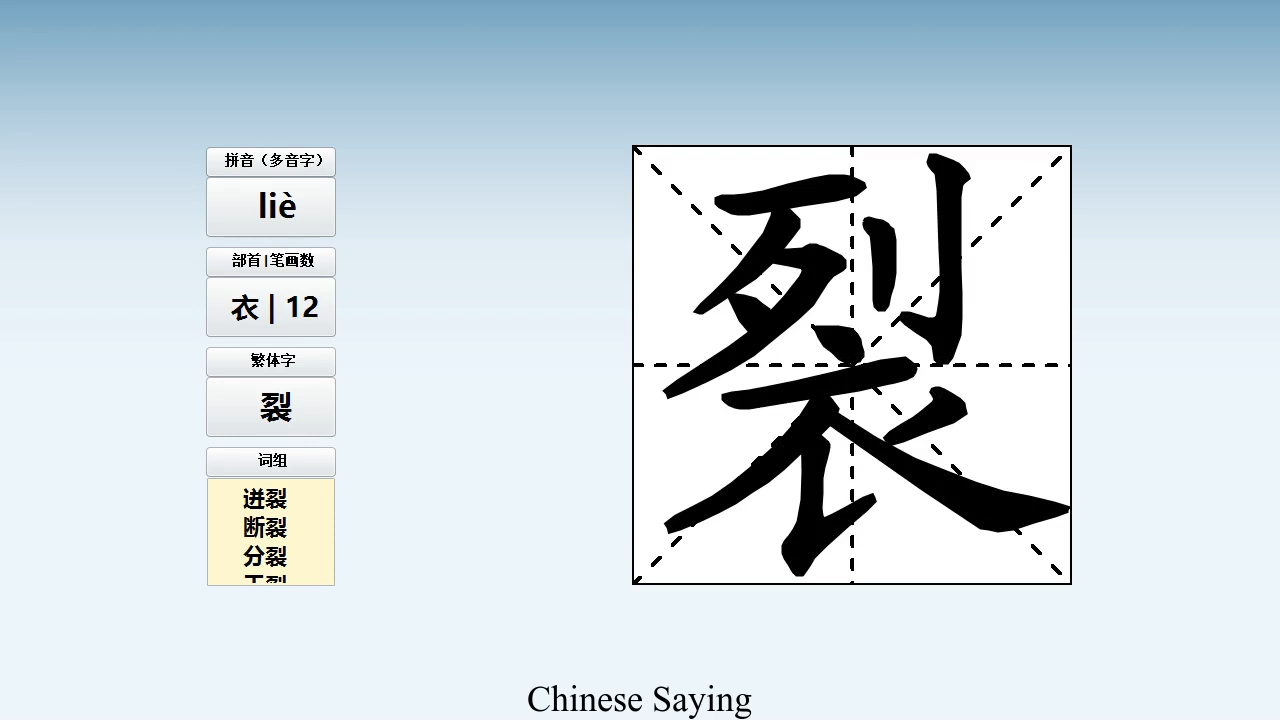 拼音（多音字）
liè
部首|笔画数
衣 | 12
繁体字
裂
词组
迸裂
断裂
分裂
裂
Chinese Saying